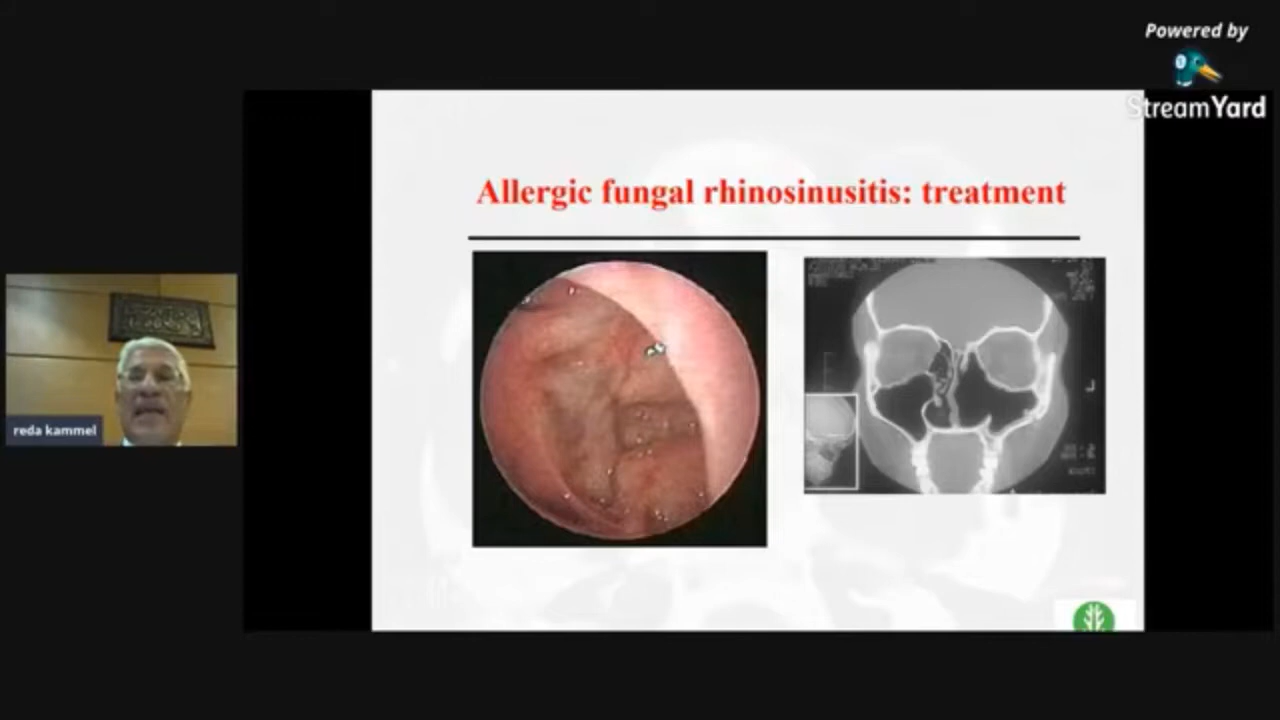 Powered by
StreamYard
Allergic fungal rhinosinusitis: treatment
reda kammel